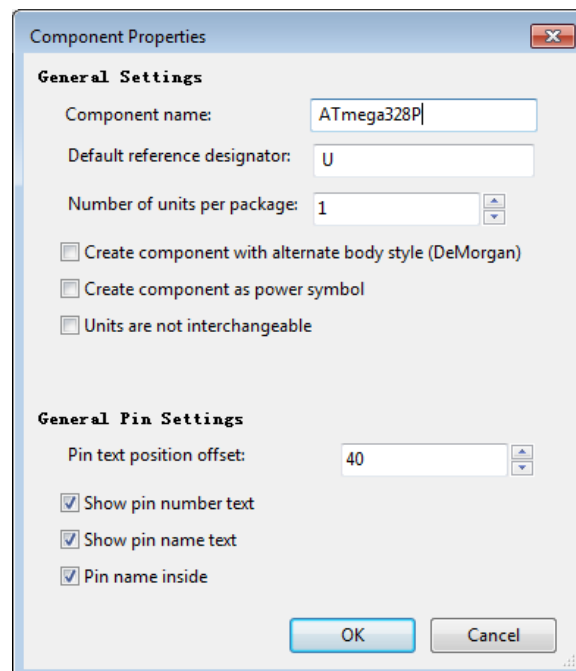 Component Properties
General Settings
Component name: ATmega328P
Default reference designator: U
Number of units per package: 1
Create component with alternate body style (DeMorgan)
Create component as power symbol
Units are not interchangeable
General Pin Settings
Pin text position offset: 40
Show pin number text
Show pin name text
Pin name inside
OK Cancel